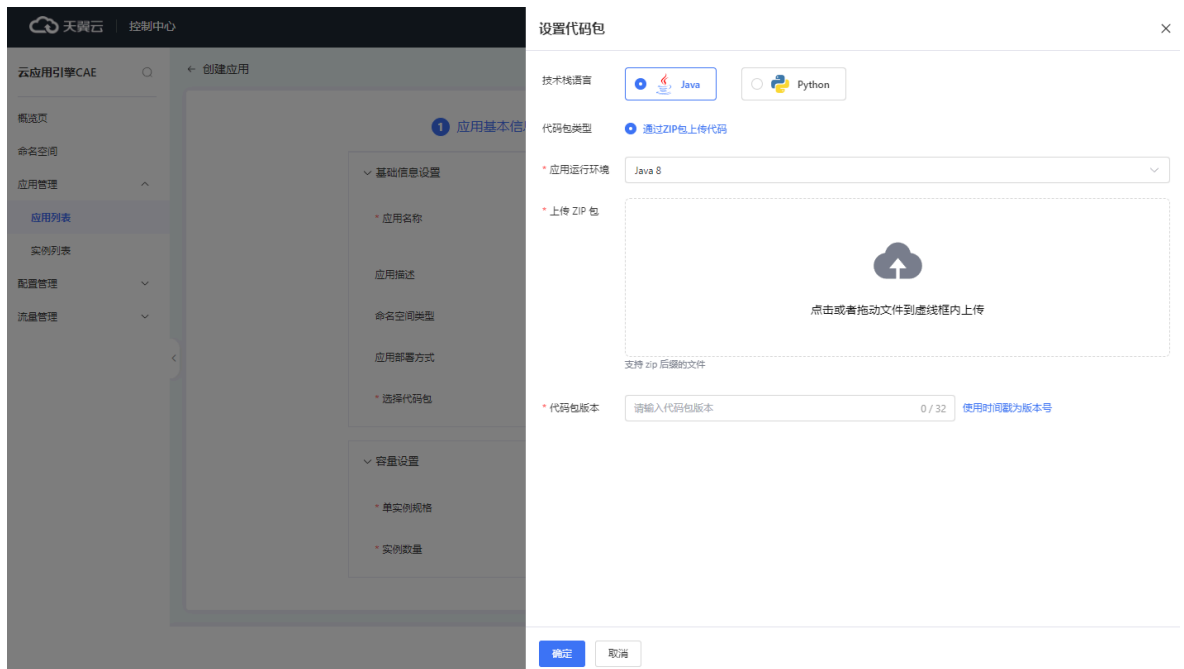 天翼云 控制中心
云应用引擎CAE
概览页
命名空间
应用管理
应用列表
实例列表
配置管理
流量管理
← 创建应用
1 应用基本信息
基础信息设置
* 应用名称
应用描述
命名空间类型
应用部署方式
* 选择代码包
容量设置
* 单实例规格
* 实例数量
设置代码包
技术栈语言 Java Python
代码包类型 通过ZIP包上传代码
* 应用运行环境 Java 8
* 上传 ZIP 包
点击或者拖动文件到虚线框内上传
支持 zip 后缀的文件
* 代码包版本 请输入代码包版本 0 / 32 使用时间戳为版本号
确定 取消